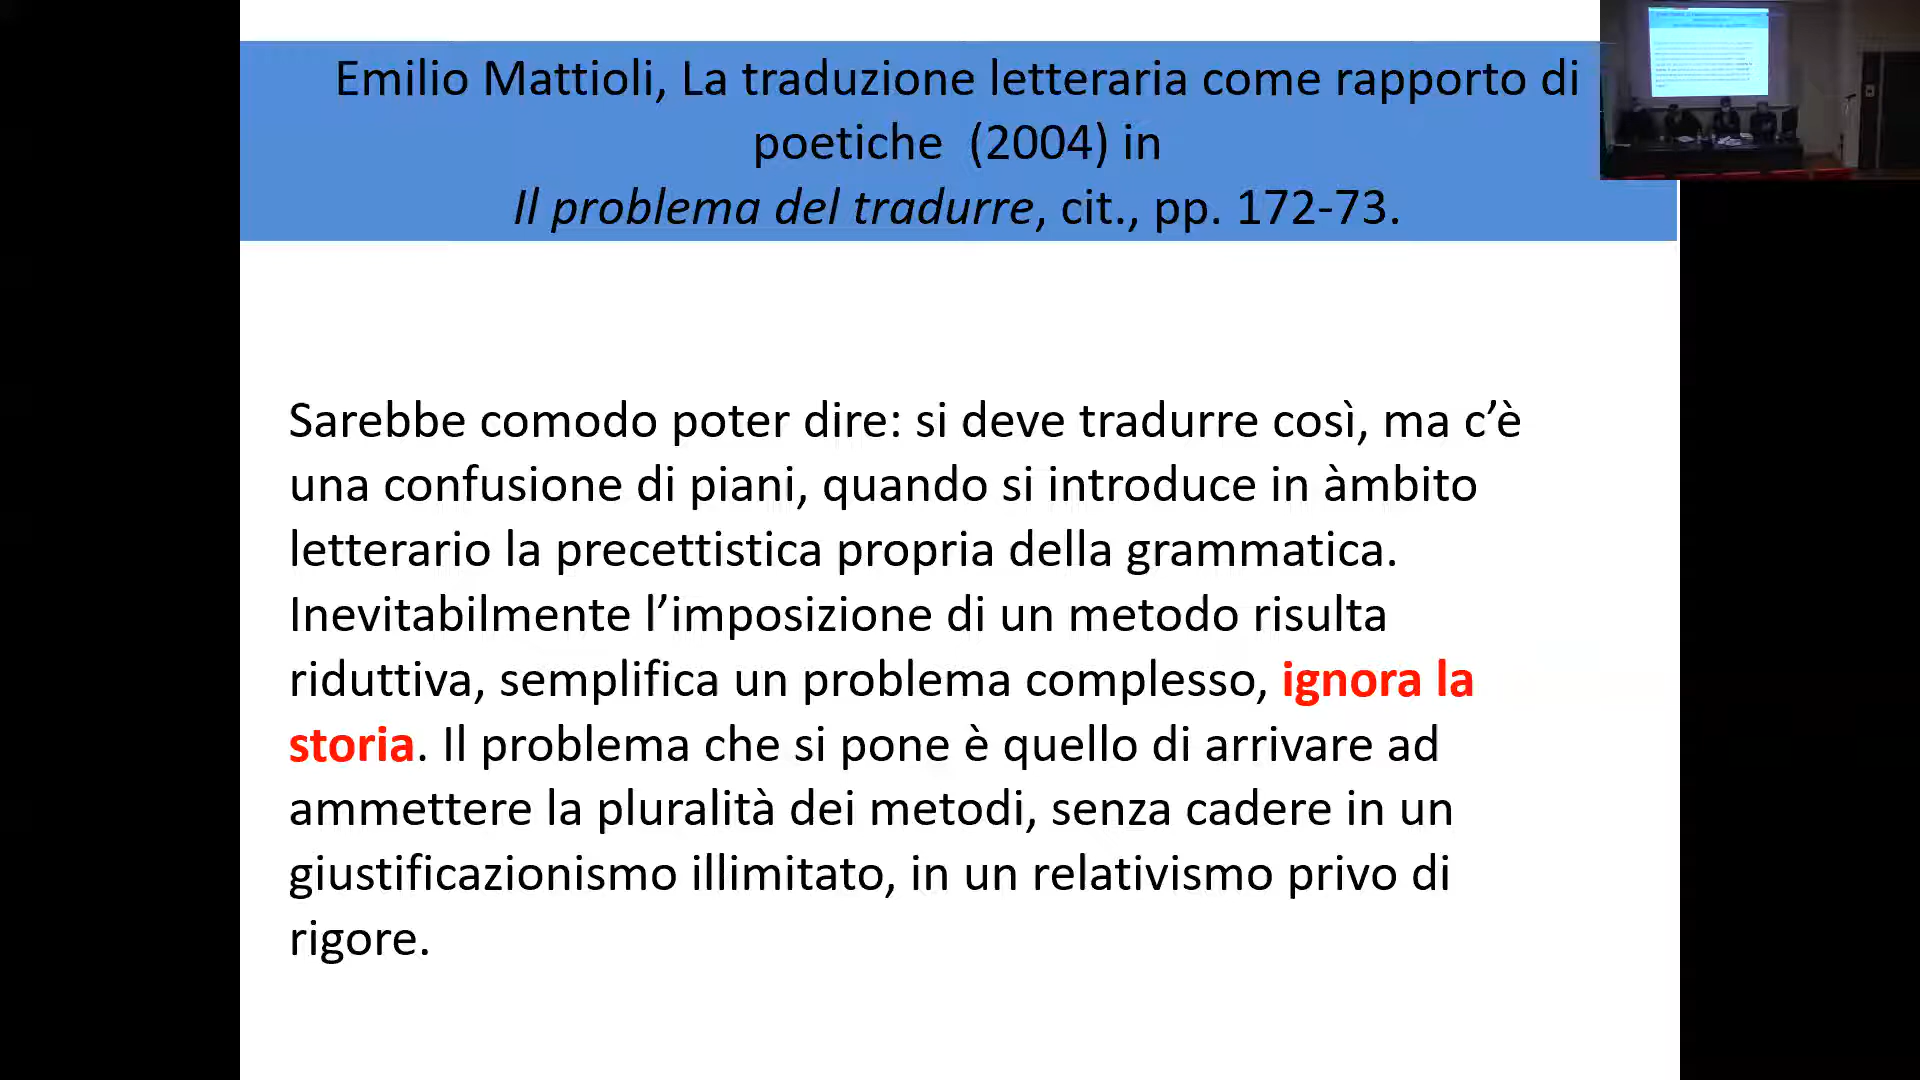 Emilio Mattioli, La traduzione letteraria come rapporto di
poetiche (2004) in
Il problema del tradurre, cit., pp. 172-73.
Sarebbe comodo poter dire: si deve tradurre così, ma c’è
una confusione di piani, quando si introduce in àmbito
letterario la precettistica propria della grammatica.
Inevitabilmente l’imposizione di un metodo risulta
riduttiva, semplifica un problema complesso, ignora la
storia. Il problema che si pone è quello di arrivare ad
ammettere la pluralità dei metodi, senza cadere in un
giustificazionismo illimitato, in un relativismo privo di
rigore.